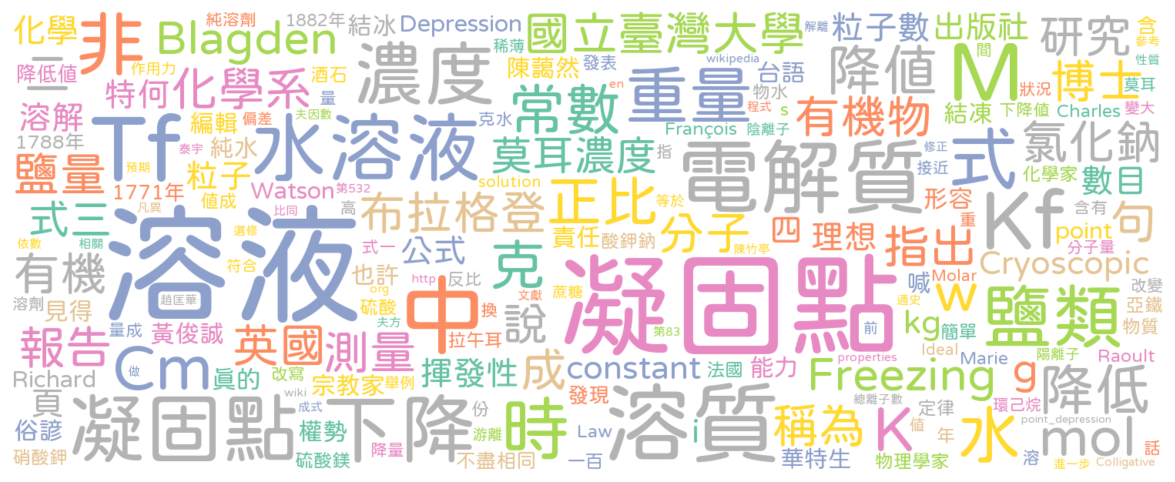 化學 非 純溶劑 1882年 結冰 Depression 國立臺灣大學 解離 粒子數 出版社 研究 含 參考
二 降低值 作用力 Blagden 濃度 稀薄 發表 wikipedia 間 性質
特何 化學系 酒石 陳藹然 台語 降値 M 博士 狀況 莫耳
溶解 編輯 量 偏差 夫因數 克水 常數 en 重量 物水 程式 s 有機物 結凍 下降値 Charles 變大
1788年 泰宇 純水 Tf 水溶液 François 陰離子 修正 式 氯化鈉
鹽量 預期 粒子 莫耳濃度 指 電解質 接近 化學家 數目
1771年 Watson 第532 solution 等於 形容 重 含有
式三 凡異 値成 比同 高 布拉格登 正比 分子 四 理想 Kf point 句
有機 依數 相關 選修 符合 式一 公式 克 責任 酸鉀鈉 陳竹亭 指出 Cryoscopic 分子量
溶劑 見得 溶液 趙匡華 也許 http 反比 蔗糖 喊 Molar 改變
org 硫酸 中 換 文獻 凝固點 w 鹽類 亞鐵
報告 量成 黃俊誠 英國 測量 夫方 拉午耳 說 第83 通史 前 kg 簡單 物質
Cm 做 改寫 揮發性 成 constant 法國 properties 能力 Ideal Marie 陽離子 Raoult
Richard 眞的 宗教家 舉例 發現 Freezing g 降低
頁 凝固點 wiki 下降 時 份 溶質 總離子數 K 値 定律 環己烷
俗諺 權勢 成式 游離 Law i 稱為 年 水 point_depression mol 話
硝酸鉀 硫酸鎂 降量 不盡相同 一百 華特生 物理學家 溶 進一步 Colligative